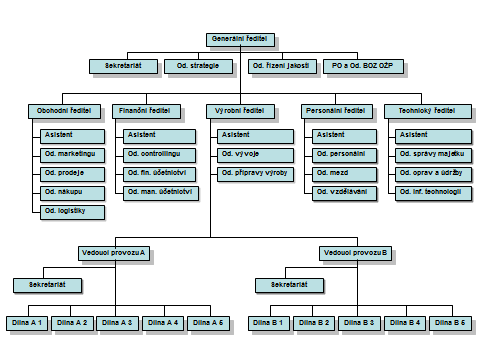 Generální ředitel
Sekretariát
Od. strategie
Od. řízení jakosti
PO a Od. BOZ OŽP
Obchodní ředitel
Finanční ředitel
Výrobní ředitel
Personální ředitel
Technický ředitel
Asistent
Asistent
Asistent
Asistent
Asistent
Od. marketingu
Od. controllingu
Od. vývoje
Od. personální
Od. správy majetku
Od. prodeje
Od. fin. účetnictví
Od. přípravy výroby
Od. mezd
Od. oprav a údržby
Od. nákupu
Od. man. účetnictví
Od. vzdělávání
Od. inf. technologií
Od. logistiky
Vedoucí provozu A
Vedoucí provozu B
Sekretariát
Sekretariát
Dílna A 1
Dílna A 2
Dílna A 3
Dílna A 4
Dílna A 5
Dílna B 1
Dílna B 2
Dílna B 3
Dílna B 4
Dílna B 5